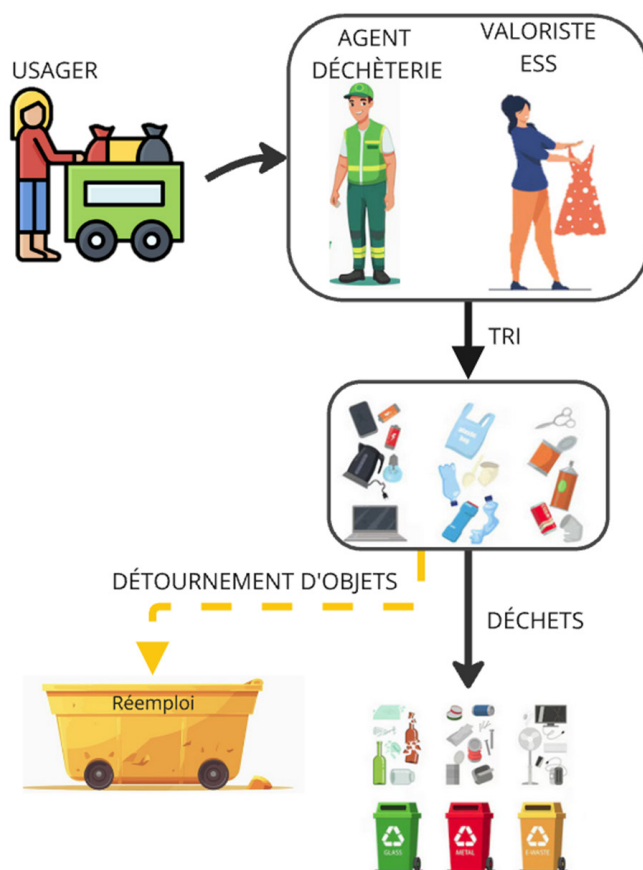 USAGER
AGENT
DÉCHÈTERIE
VALORISTE
ESS
TRI
DÉTOURNEMENT D'OBJETS
DÉCHETS
Réemploi
GLASS
METAL
E-WASTE